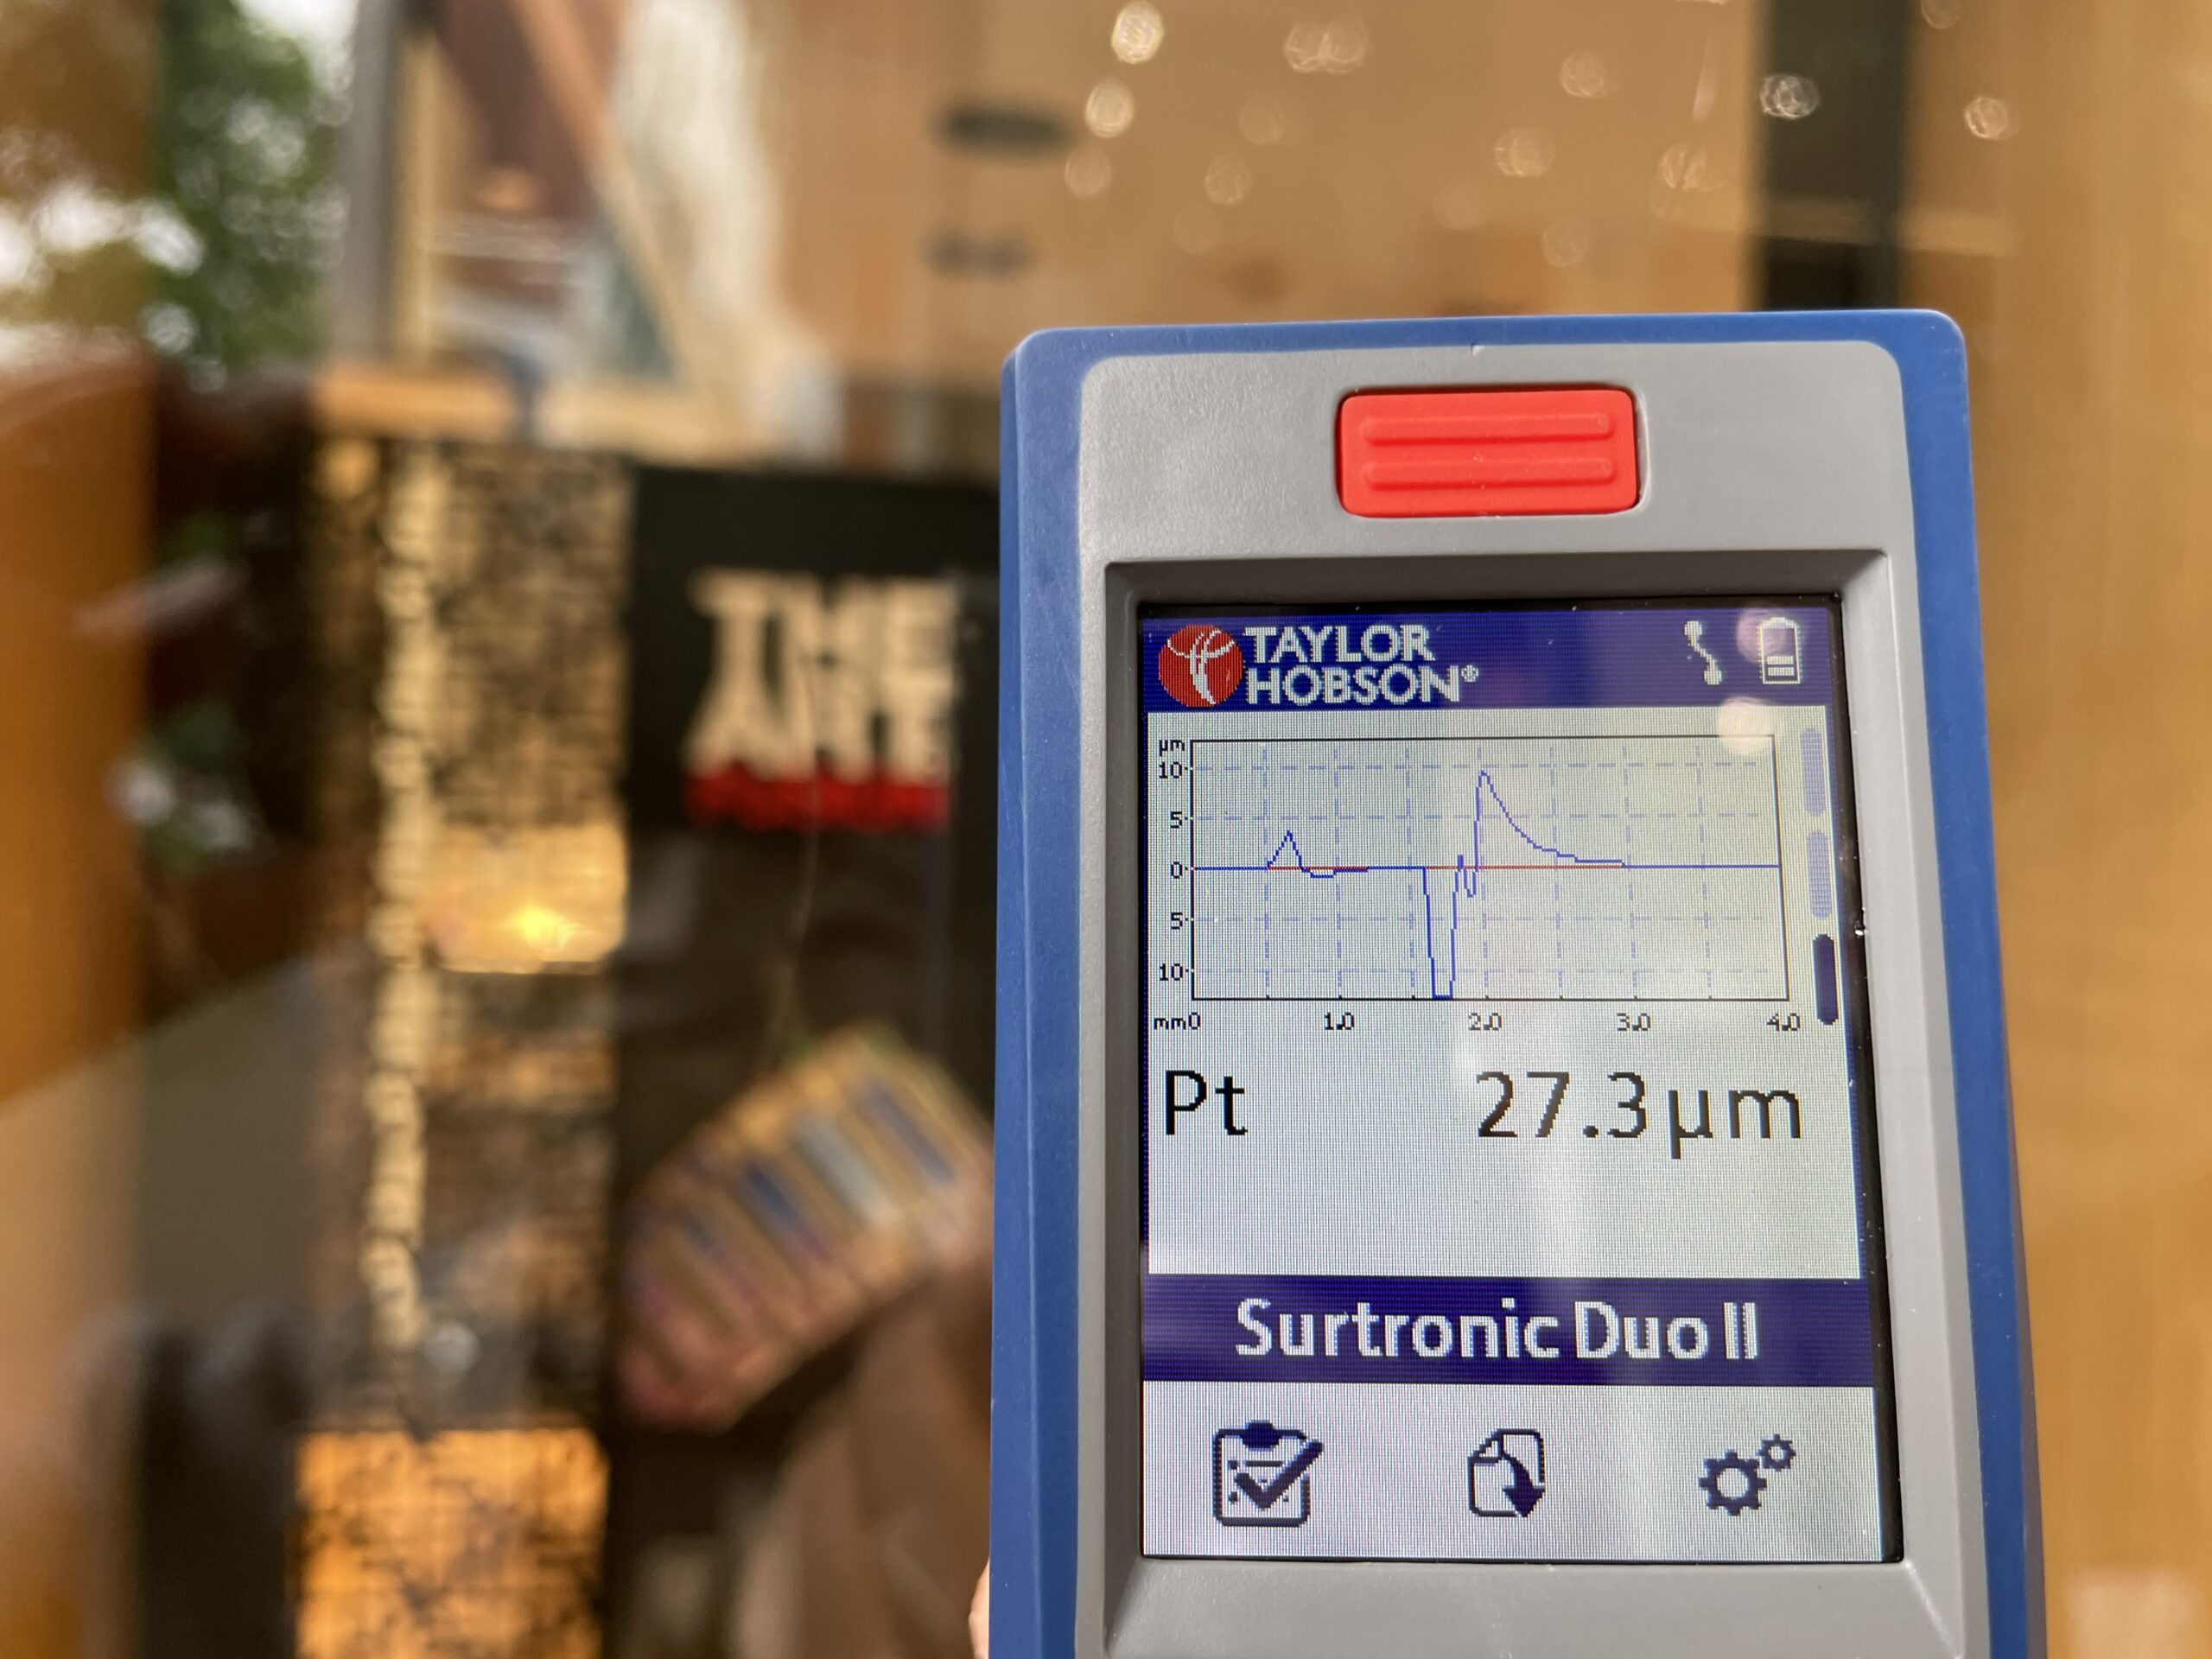 THE
TAYLOR
HOBSON®
µm
10
5
0
5
10
mm0 1.0 2.0 3.0 4.0
Pt 27.3µm
Surtronic Duo II